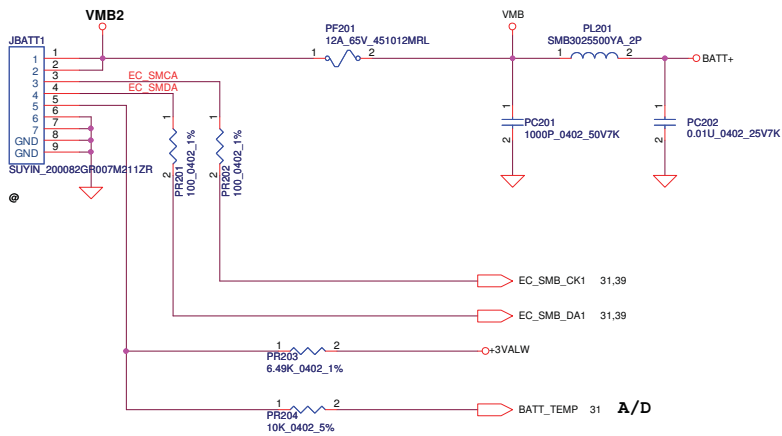 VMB2
JBATT1
PF201
12A_65V_451012MRL
VMB
PL201
SMB3025500YA_2P
1 2
1 2
BATT+
1 1
2 2
3 3
4 4
5 5
6 6
7 7
GND 8
GND 9
EC_SMCA
EC_SMDA
SUYIN_200082GR007M211ZR
@
1
2
PR201
100_0402_1%
1
2
PR202
100_0402_1%
1
2
PC201
1000P_0402_50V7K
1
2
PC202
0.01U_0402_25V7K
EC_SMB_CK1 31,39
EC_SMB_DA1 31,39
1 2
PR203
6.49K_0402_1%
+3VALW
1 2
PR204
10K_0402_5%
BATT_TEMP 31 A/D